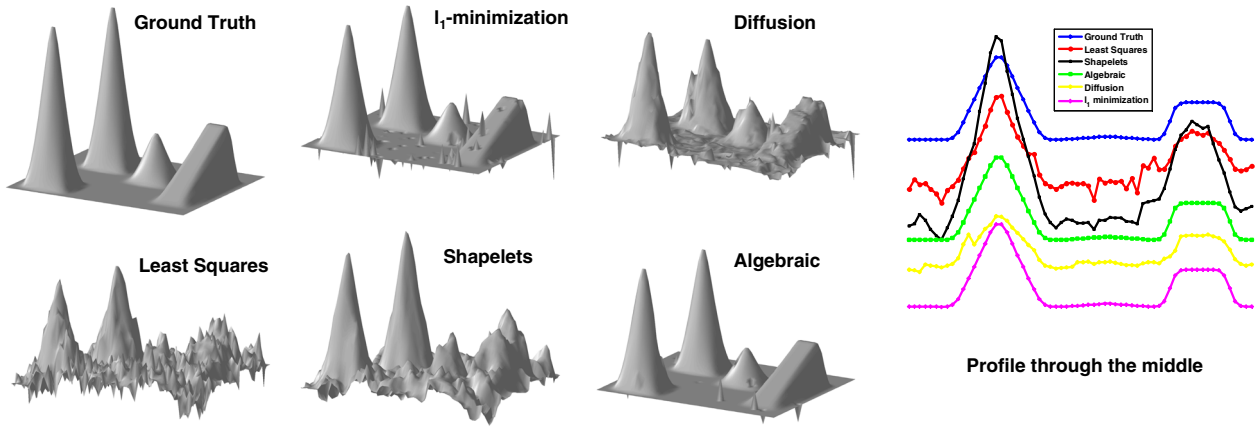 Ground Truth
l₁-minimization
Diffusion
Least Squares
Shapelets
Algebraic
Ground Truth
Least Squares
Shapelets
Algebraic
Diffusion
l₁ minimization
Profile through the middle